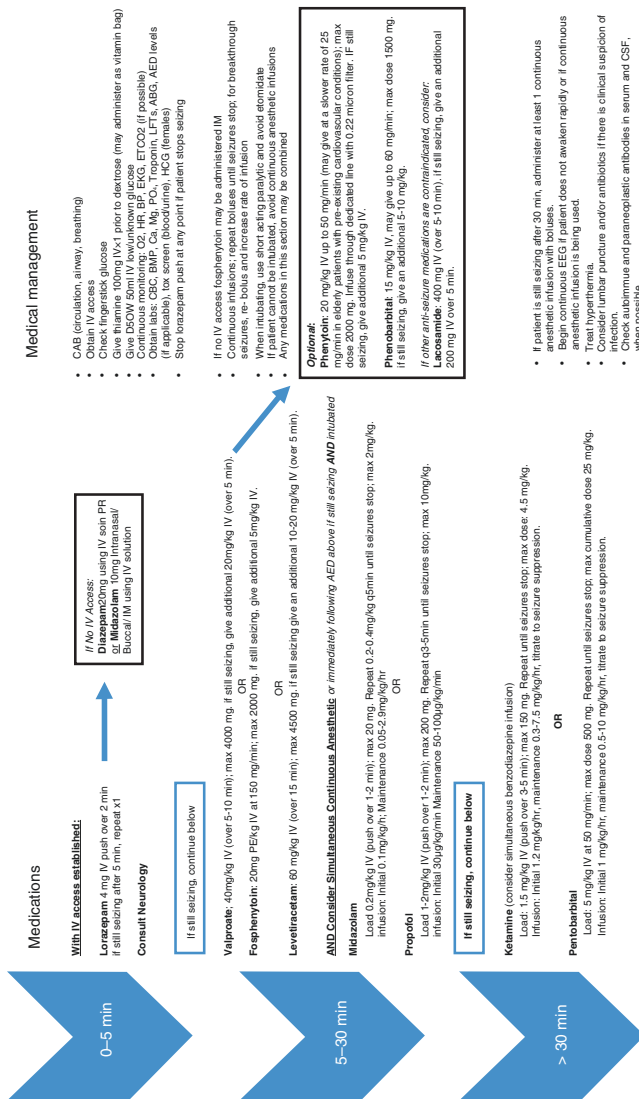 Medications
Medical management
0–5 min
With IV access established:
Lorazepam 4 mg IV push over 2 min
if still seizing after 5 min, repeat x1
Consult Neurology
If No IV Access:
Diazepam20mg using IV soin PR
or Midazolam 10mg Intranasal/
Buccal/ IM using IV solution
• CAB (circulation, airway, breathing)
• Obtain IV access
• Check fingerstick glucose
• Give thiamine 100mg IVx1 prior to dextrose (may administer as vitamin bag)
• Give D5OW 50ml IV low/unknown glucose
• Continuous monitoring: O2, HR, BP, EKG, ETCO2 (if possible)
• Obtain labs: CBC, BMP, Ca, Mg, PO, Troponin, LFTs, ABG, AED levels
(if applicable), tox screen (blood/urine), HCG (females)
• Stop lorazepam push at any point if patient stops seizing
If still seizing, continue below
5–30 min
Valproate: 40mg/kg IV (over 5-10 min); max 4000 mg. if still seizing, give additional 20mg/kg IV (over 5 min).
OR
Fosphenytoin: 20mg PE/kg IV at 150 mg/min; max 2000 mg. if still seizing, give additional 5mg/kg IV.
OR
Levetiracetam: 60 mg/kg IV (over 15 min); max 4500 mg. if still seizing give an additional 10-20 mg/kg IV (over 5 min).
AND Consider Simultaneous Continuous Anesthetic or immediately following AED above if still seizing AND intubated
Midazolam
Load 0.2mg/kg IV (push over 1-2 min); max 20 mg. Repeat 0.2-0.4mg/kg q5min until seizures stop; max 2mg/kg.
infusion: Initial 0.1mg/kg/h; Maintenance 0.05-2.9mg/kg/hr
OR
Propofol
Load 1-2mg/kg IV (push over 1-2 min); max 200 mg. Repeat q3-5min until seizures stop; max 10mg/kg.
infusion: Initial 30µg/kg/min Maintenance 50-100µg/kg/min
• If no IV access fosphenytoin may be administered IM
• Continuous infusions; repeat boluses until seizures stop; for breakthrough
seizures, re- bolus and increase rate of infusion
• When intubating, use short acting paralytic and avoid etomidate
• If patient cannot be intubated, avoid continuous anesthetic infusions
• Any medications in this section may be combined
Optional:
Phenytoin: 20 mg/kg IV up to 50 mg/min (may give at a slower rate of 25
mg/min in elderly patients with pre-existing cardiovascular conditions); max
dose 2000 mg. Infuse through dedicated line with 0.22 micron filter. IF still
seizing, give additional 5 mg/kg IV.
Phenobarbital: 15 mg/kg IV, may give up to 60 mg/min; max dose 1500 mg.
if still seizing, give an additional 5-10 mg/kg.
If other anti-seizure medications are contraindicated, consider:
Lacosamide: 400 mg IV (over 5-10 min). if still seizing, give an additional
200 mg IV over 5 min.
If still seizing, continue below
> 30 min
Ketamine (consider simultaneous benzodiazepine infusion)
Load: 1.5 mg/kg IV (push over 3-5 min); max 150 mg. Repeat until seizures stop; max dose: 4.5 mg/kg.
Infusion: Initial 1.2 mg/kg/hr, maintenance 0.3-7.5 mg/kg/hr, titrate to seizure suppression.
OR
Pentobarbital
Load: 5 mg/kg IV at 50 mg/min; max dose 500 mg. Repeat until seizures stop; max cumulative dose 25 mg/kg.
Infusion: Initial 1 mg/kg/hr, maintenance 0.5-10 mg/kg/hr, titrate to seizure suppression.
• If patient is still seizing after 30 min, administer at least 1 continuous
anesthetic infusion with boluses.
• Begin continuous EEG if patient does not awaken rapidly or if continuous
anesthetic infusion is being used.
• Treat hyperthermia.
• Consider lumbar puncture and/or antibiotics if there is clinical suspicion of
infection.
• Check autoimmue and paraneoplastic antibodies in serum and CSF,
when possible